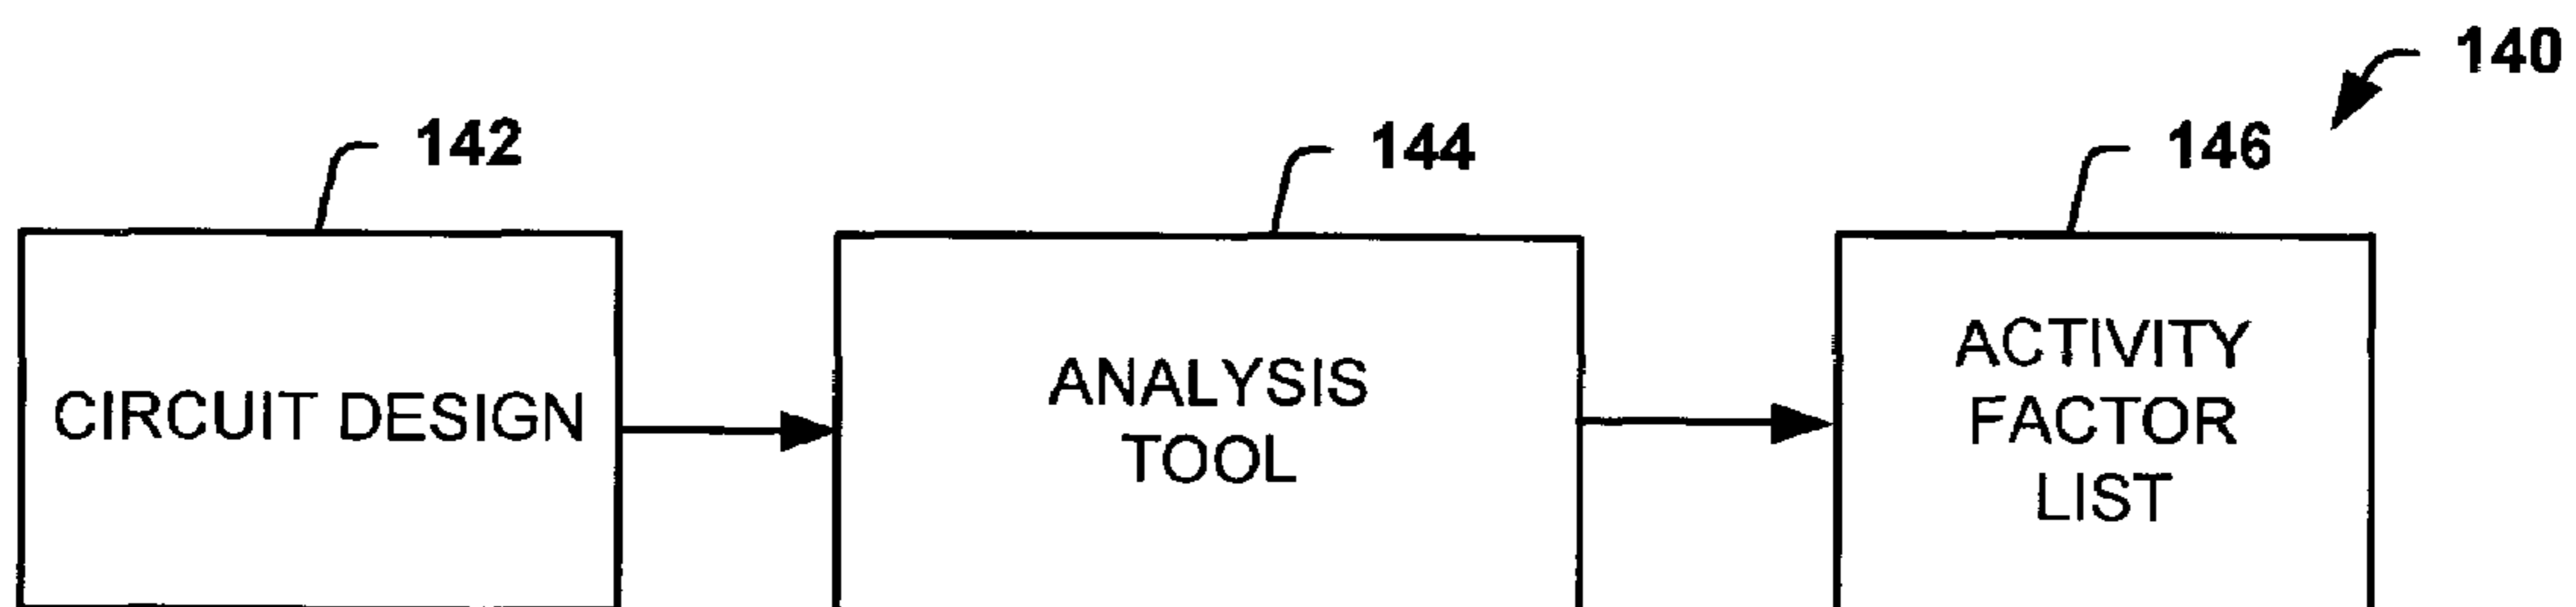 140
142
144
146
CIRCUIT DESIGN
ANALYSIS
TOOL
ACTIVITY
FACTOR
LIST